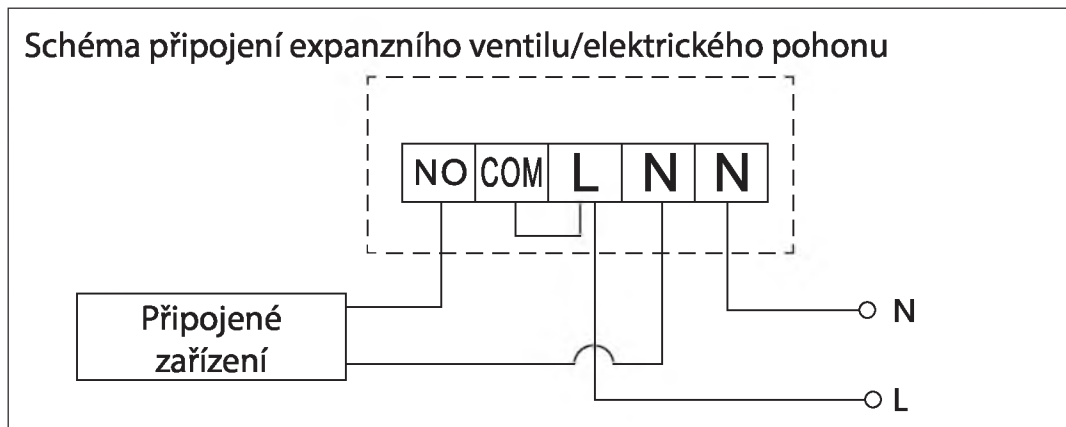 Schéma připojení expanzního ventilu/elektrického pohonu
NO COM L N N
Připojené
zařízení
N
L